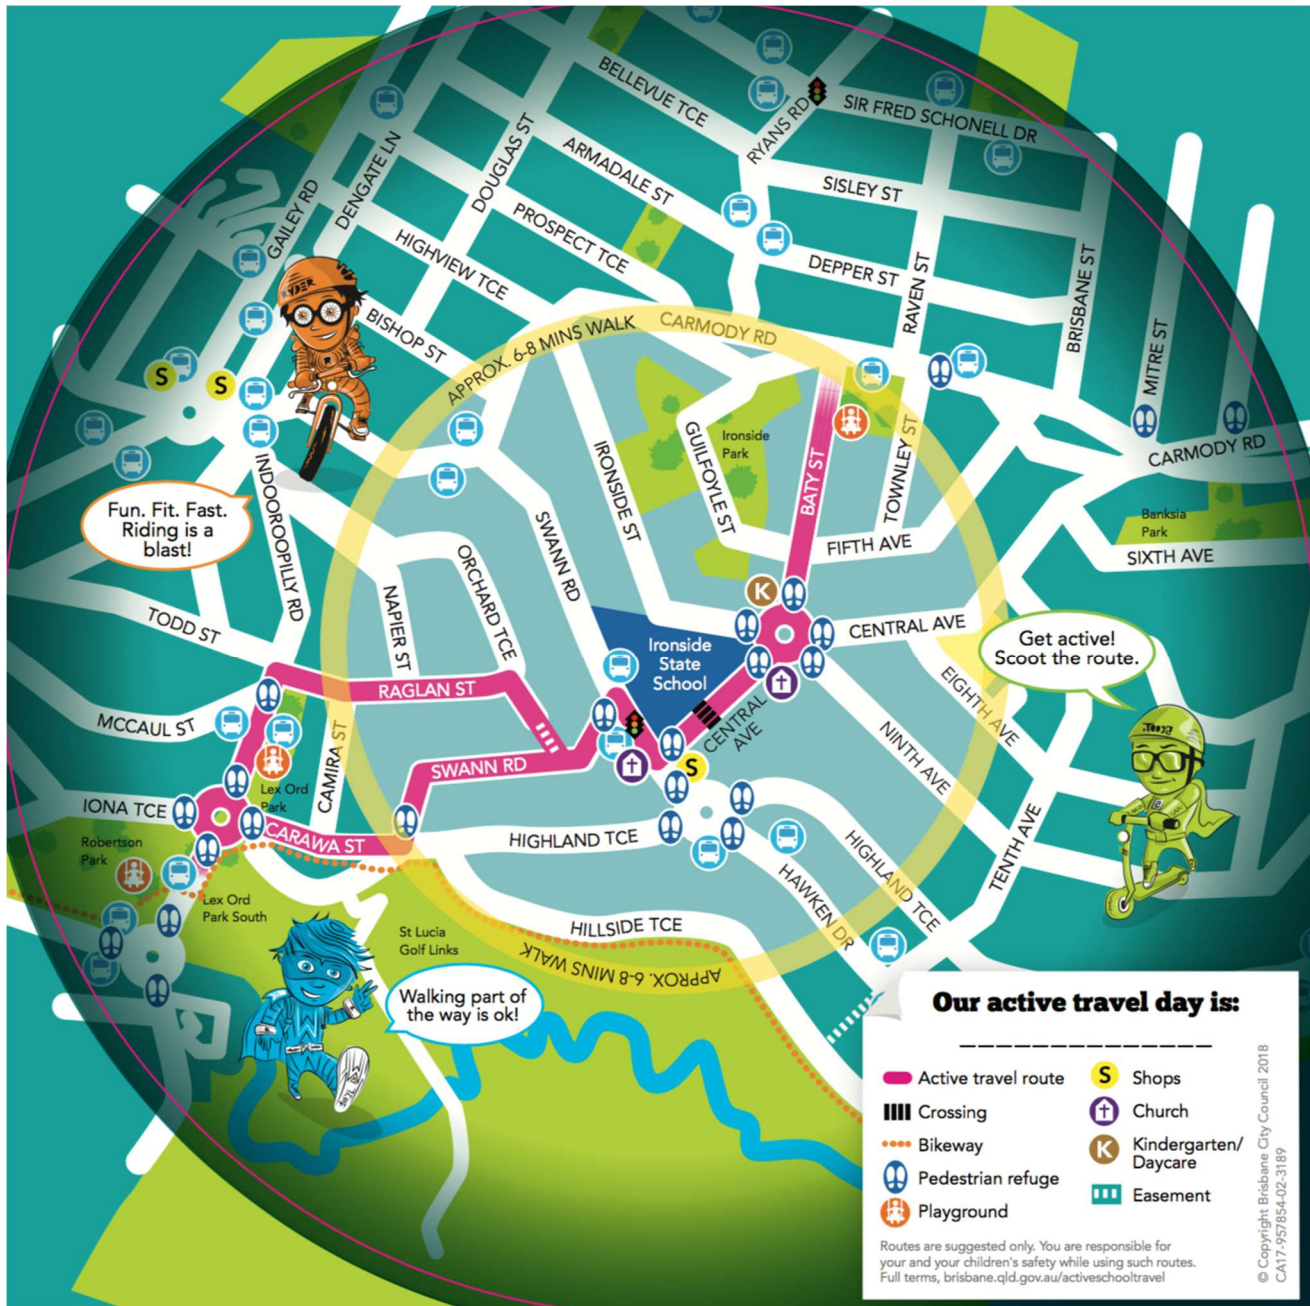 BELLEVUE TCE
RYANS RD
SIR FRED SCHONELL DR
DENGATE LN
DOUGLAS ST
ARMADALE ST
SISLEY ST
GAILEY RD
PROSPECT TCE
HIGHVIEW TCE
DEPPER ST
RAVEN ST
BRISBANE ST
MITRE ST
RYDER
BISHOP ST
APPROX. 6-8 MINS WALK
CARMODY RD
S
S
IRONSIDE ST
GUILFOYLE ST
Ironside
Park
BATY ST
TOWNLEY ST
CARMODY RD
Fun. Fit. Fast.
Riding is a
blast!
INDOOROOPILLY RD
SWANN RD
FIFTH AVE
Banksia
Park
SIXTH AVE
ORCHARD TCE
NAPIER ST
TODD ST
K
Ironside
State
School
CENTRAL AVE
Get active!
Scoot the route.
EIGHTH AVE
RAGLAN ST
MCCAUL ST
CAMIRA ST
CENTRAL
AVE
NINTH AVE
SWANN RD
S
Lex Ord
Park
IONA TCE
CARAWA ST
HIGHLAND TCE
HIGHLAND TCE
TENTH AVE
Robertson
Park
HAWKEN DR
Lex Ord
Park South
St Lucia
Golf Links
HILLSIDE TCE
APPROX. 6-8 MINS WALK
Walking part of
the way is ok!
Our active travel day is:
_______________
Active travel route
S Shops
Crossing
Church
Bikeway
K Kindergarten/
Daycare
Pedestrian refuge
Easement
Playground
Routes are suggested only. You are responsible for
your and your children's safety while using such routes.
Full terms, brisbane.qld.gov.au/activeschooltravel
© Copyright Brisbane City Council 2018
CA17-957854-02-3189